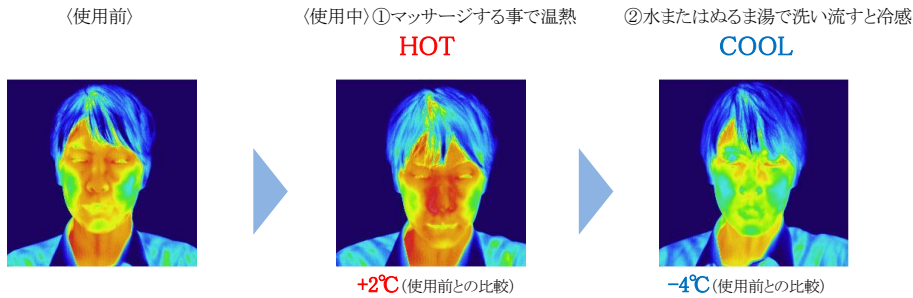 〈使用前〉
〈使用中〉①マッサージする事で温熱
HOT
②水またはぬるま湯で洗い流すと冷感
COOL
+2℃(使用前との比較)
-4℃(使用前との比較)